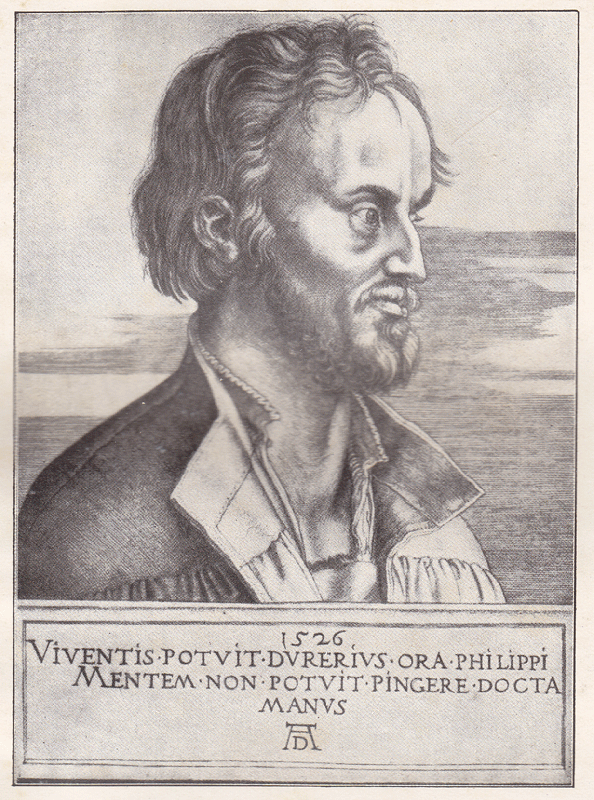 1526
VIVENTIS·POTVIT·DVRERIVS·ORA·PHILIPPI
MENTEM·NON·POTVIT·PINGERE·DOCTA
MANVS
AD